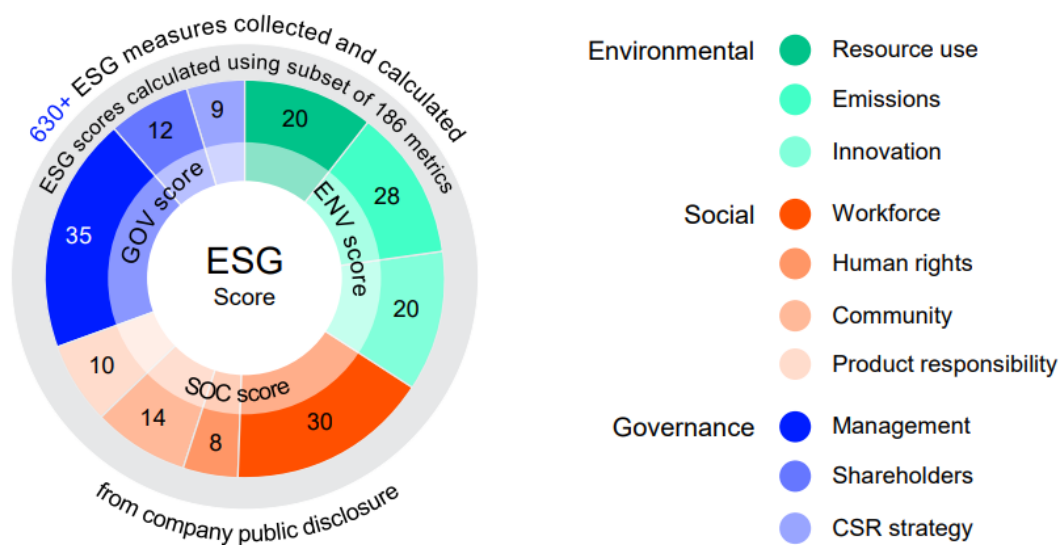 630+ ESG measures collected and calculated
ESG scores calculated using subset of 186 metrics
from company public disclosure
GOV score
ENV score
SOC score
ESG
Score
20
28
20
30
8
14
10
35
12
9
Environmental
Resource use
Emissions
Innovation
Social
Workforce
Human rights
Community
Product responsibility
Governance
Management
Shareholders
CSR strategy